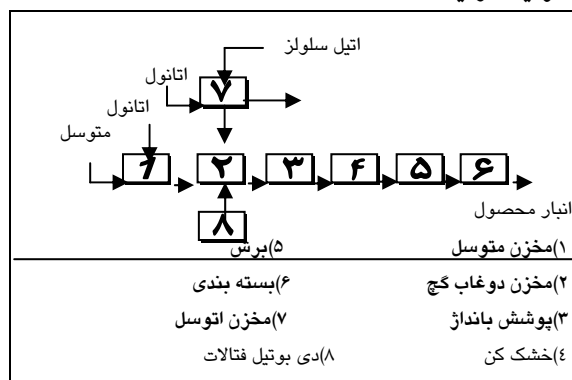 اتیل سلولز
اتانول
۷
اتانول
متوسل
۱ ۲ ۳ ۴ ۵ ۶
انبار محصول
۸
۱)مخزن متوسل ۵)برش
۲)مخزن دوغاب گچ ۶)بسته بندی
۳)پوشش بانداژ ۷)مخزن اتوسل
٤)خشک کن ۸)دی بوتیل فتالات